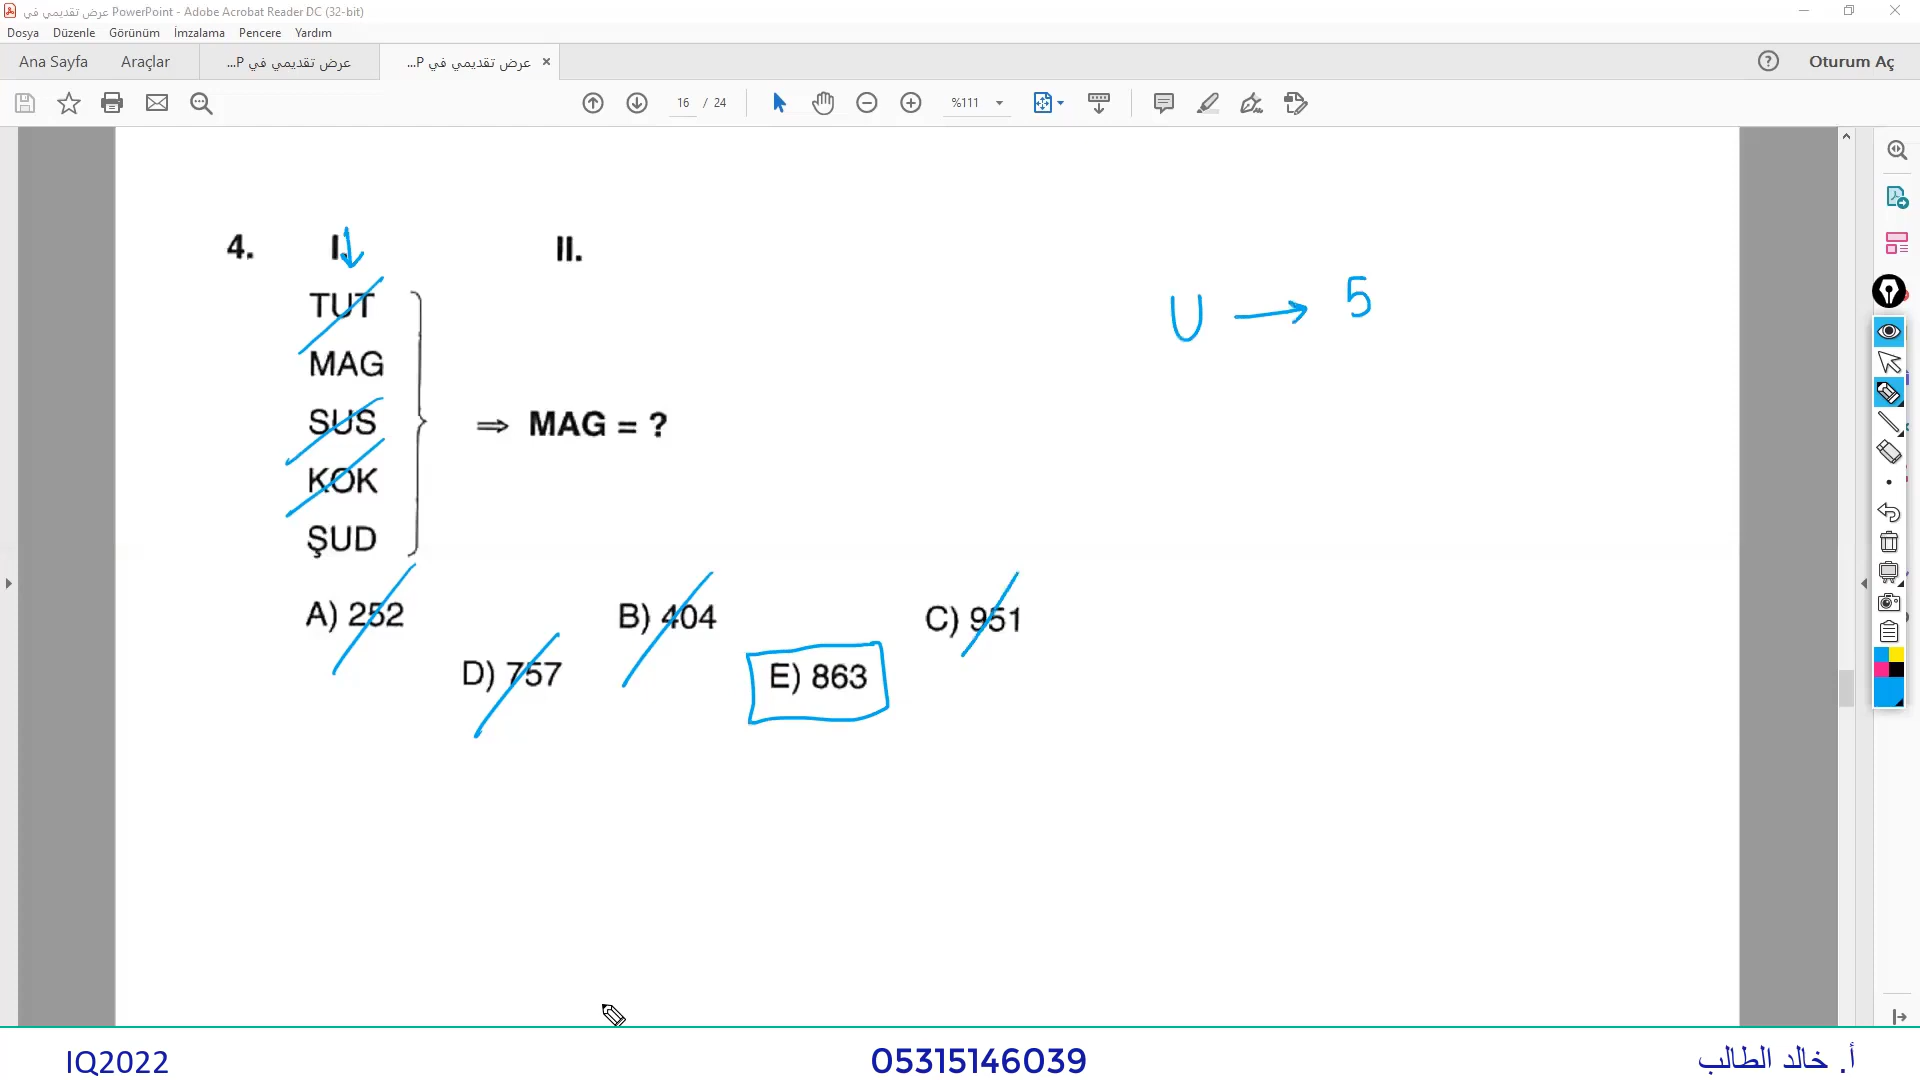 عرض تقديمي في PowerPoint - Adobe Acrobat Reader DC (32-bit)
Dosya Düzenle Görünüm İmzalama Pencere Yardım
Ana Sayfa Araçlar عرض تقديمي في P... عرض تقديمي في P... × ? Oturum Aç
16 / 24 %111
4. I. II.
TUT
MAG
SUS
KOK
ŞUD
⇒ MAG = ?
U → 5
A) 252 B) 404 C) 951
D) 757 E) 863
IQ2022 05315146039 أ. خالد الطالب